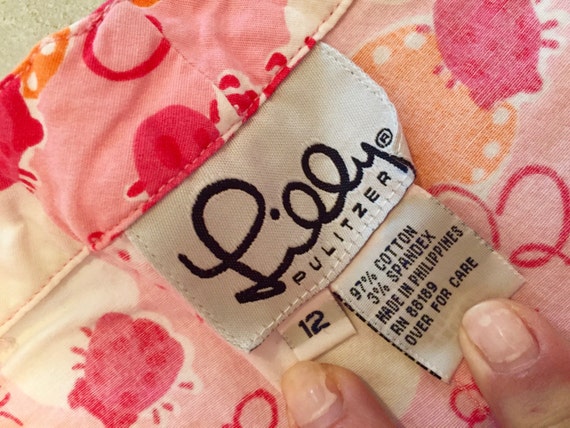 Lilly®
PULITZER
12
97% COTTON
3% SPANDEX
MADE IN PHILIPPINES
RN 88189
OVER FOR CARE